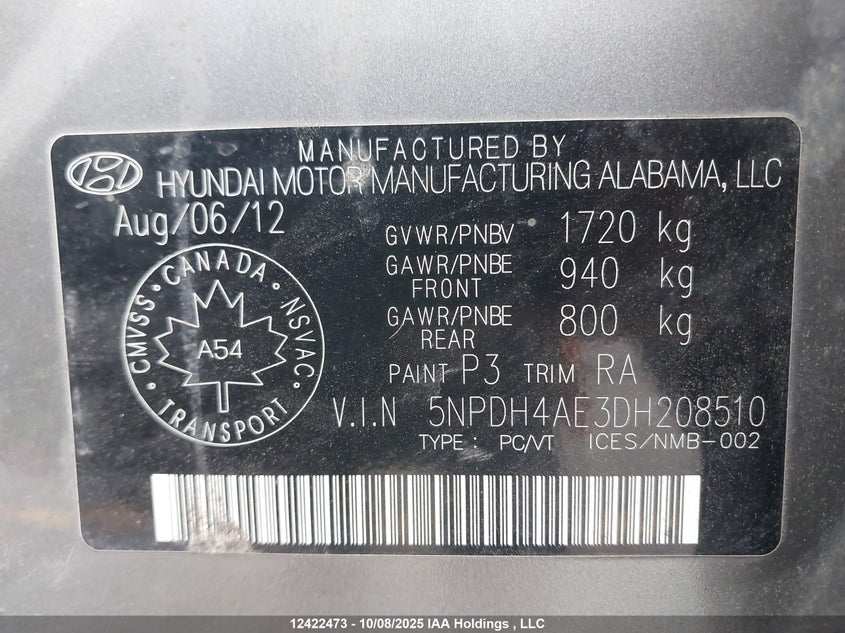 MANUFACTURED BY
HYUNDAI MOTOR MANUFACTURING ALABAMA, LLC
Aug/06/12
GVWR/PNBV 1720 kg
GAWR/PNBE FRONT 940 kg
GAWR/PNBE REAR 800 kg
CANADA
CMVSS NSVAC
A54
TRANSPORT
PAINT P3 TRIM RA
V.I.N 5NPDH4AE3DH208510
TYPE : PC/VT ICES/NMB-002
12422473 - 10/08/2025 IAA Holdings , LLC